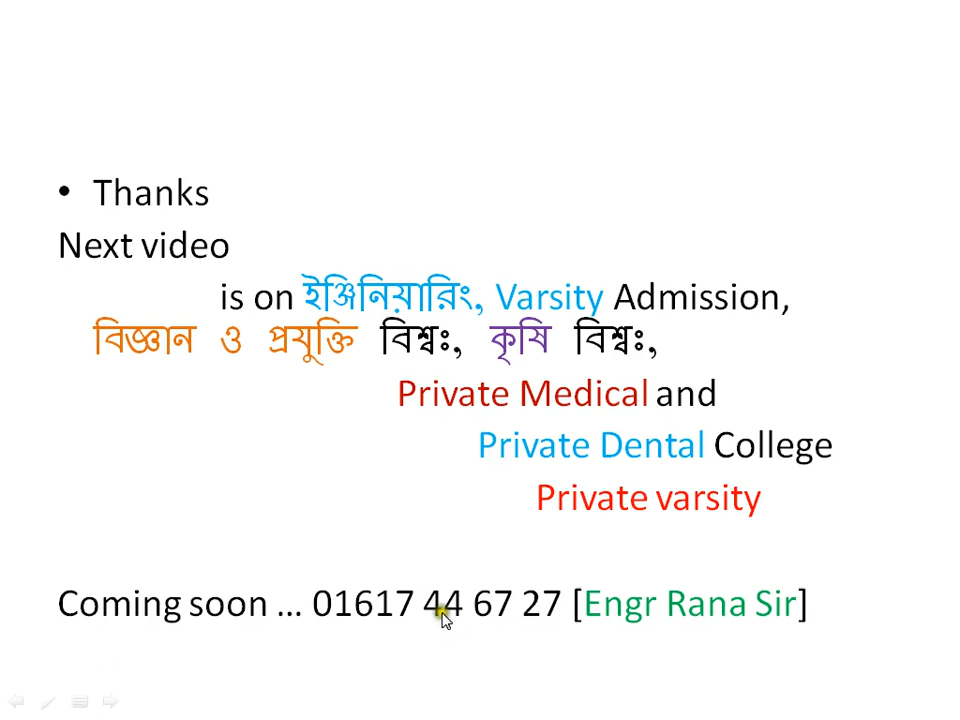 • Thanks
Next video
is on ইঞ্জিনিয়ারিং, Varsity Admission,
বিজ্ঞান ও প্রযুক্তি বিশ্বঃ, কৃষি বিশ্বঃ,
Private Medical and
Private Dental College
Private varsity
Coming soon ... 01617 44 67 27 [Engr Rana Sir]